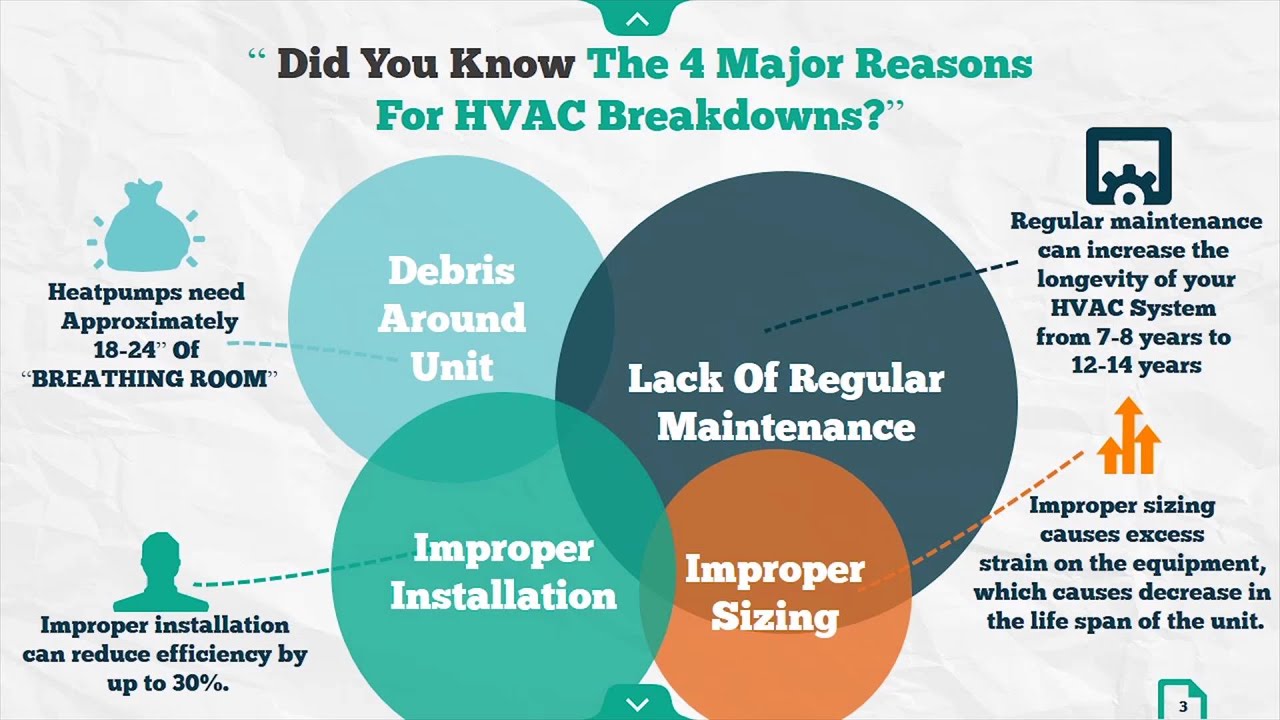 “ Did You Know The 4 Major Reasons
For HVAC Breakdowns?”
Debris
Around
Unit
Heatpumps need
Approximately
18-24” Of
“BREATHING ROOM”
Lack Of Regular
Maintenance
Regular maintenance
can increase the
longevity of your
HVAC System
from 7-8 years to
12-14 years
Improper
Installation
Improper installation
can reduce efficiency by
up to 30%.
Improper
Sizing
Improper sizing
causes excess
strain on the equipment,
which causes decrease in
the life span of the unit.
3